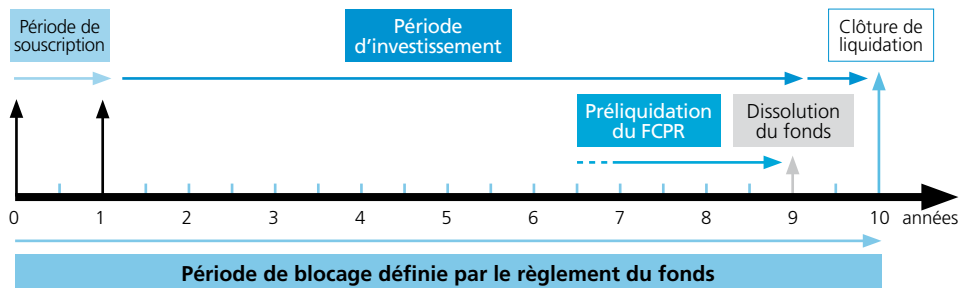 Période de
souscription
Période
d'investissement
Clôture de
liquidation
Préliquidation
du FCPR
Dissolution
du fonds
0 1 2 3 4 5 6 7 8 9 10 années
Période de blocage définie par le règlement du fonds